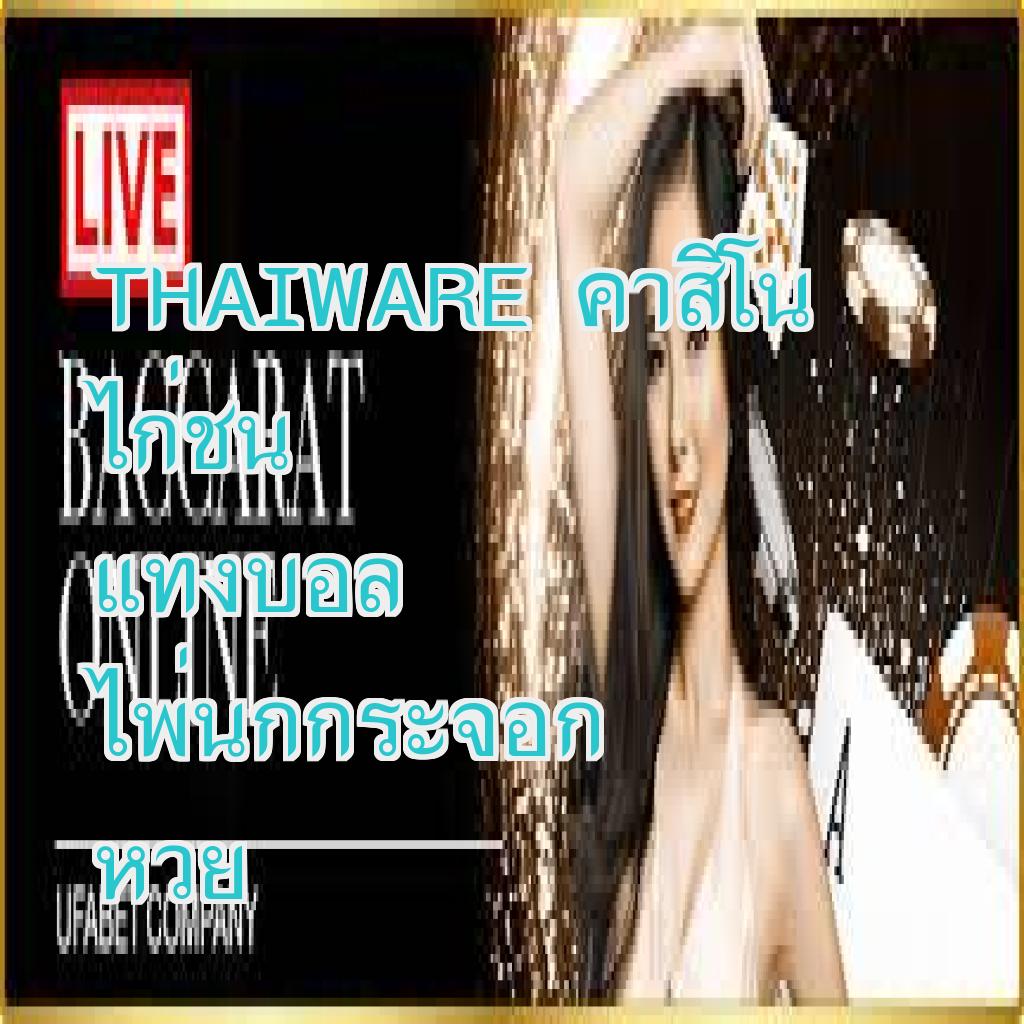 LIVE
THAIWARE คาสิโน
BACCARAT
ไก่ชน
ONLINE
แทงบอล
ไพ่นกกระจอก
หวย
UFABET COMPANY
A